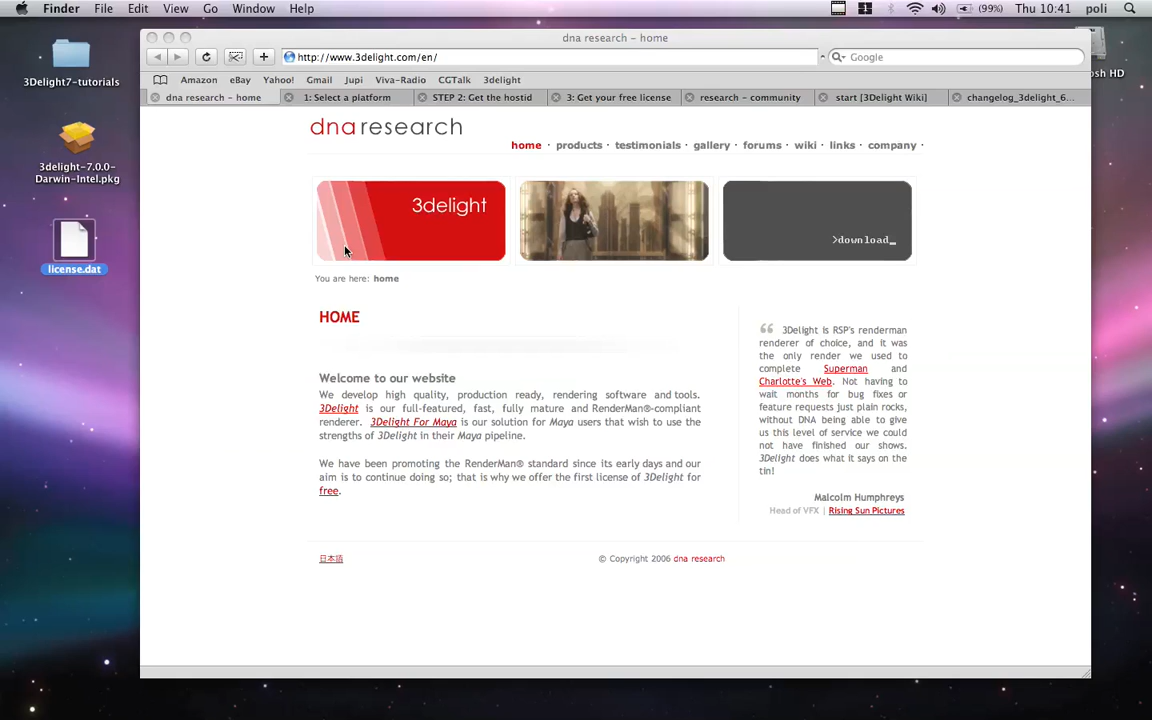 Finder File Edit View Go Window Help (99%) Thu 10:41 poli
dna research – home
http://www.3delight.com/en/ Google
Amazon eBay Yahoo! Gmail Jupi Viva-Radio CGTalk 3delight
dna research – home 1: Select a platform STEP 2: Get the hostid 3: Get your free license research – community start [3Delight Wiki] changelog_3delight_6...
3Delight7-tutorials
3delight-7.0.0-
Darwin-Intel.pkg
license.dat
osh HD
dna research
home · products · testimonials · gallery · forums · wiki · links · company ·
3delight
>download_
You are here: home
HOME
Welcome to our website
We develop high quality, production ready, rendering software and tools.
3Delight is our full-featured, fast, fully mature and RenderMan®-compliant
renderer. 3Delight For Maya is our solution for Maya users that wish to use the
strengths of 3Delight in their Maya pipeline.
We have been promoting the RenderMan® standard since its early days and our
aim is to continue doing so; that is why we offer the first license of 3Delight for
free.
“ 3Delight is RSP's renderman
renderer of choice, and it was
the only render we used to
complete Superman and
Charlotte's Web. Not having to
wait months for bug fixes or
feature requests just plain rocks,
without DNA being able to give
us this level of service we could
not have finished our shows.
3Delight does what it says on the
tin!
Malcolm Humphreys
Head of VFX | Rising Sun Pictures
日本語 © Copyright 2006 dna research